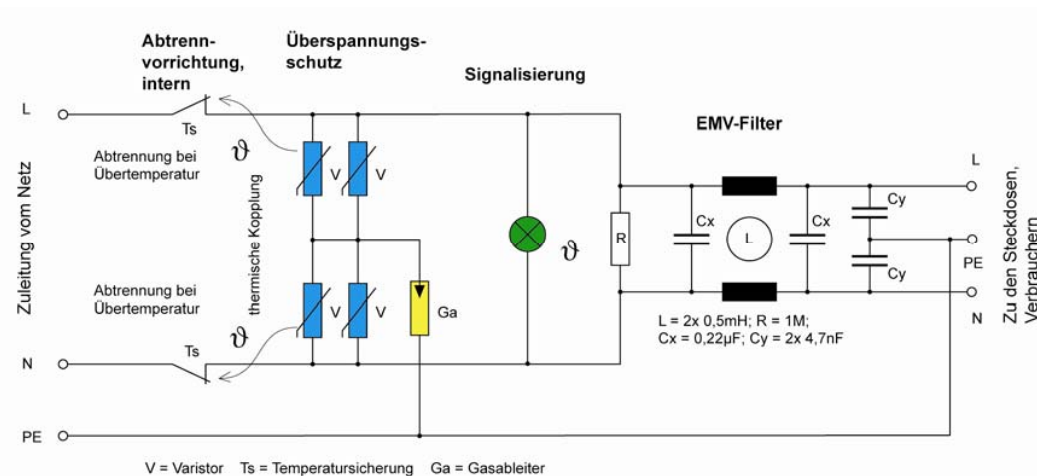 Abtrenn-
vorrichtung,
intern
Überspannungs-
schutz
Signalisierung
EMV-Filter
L
Ts
ϑ
Abtrennung bei
Übertemperatur
V
V
thermische Kopplung
Zuleitung vom Netz
Abtrennung bei
Übertemperatur
ϑ
V
V
Ga
ϑ
R
Cx
L
Cx
Cy
Cy
L
PE
N
Zu den Steckdosen,
Verbrauchern
L = 2x 0,5mH; R = 1M;
Cx = 0,22µF; Cy = 2x 4,7nF
N
Ts
PE
V = Varistor Ts = Temperatursicherung Ga = Gasableiter